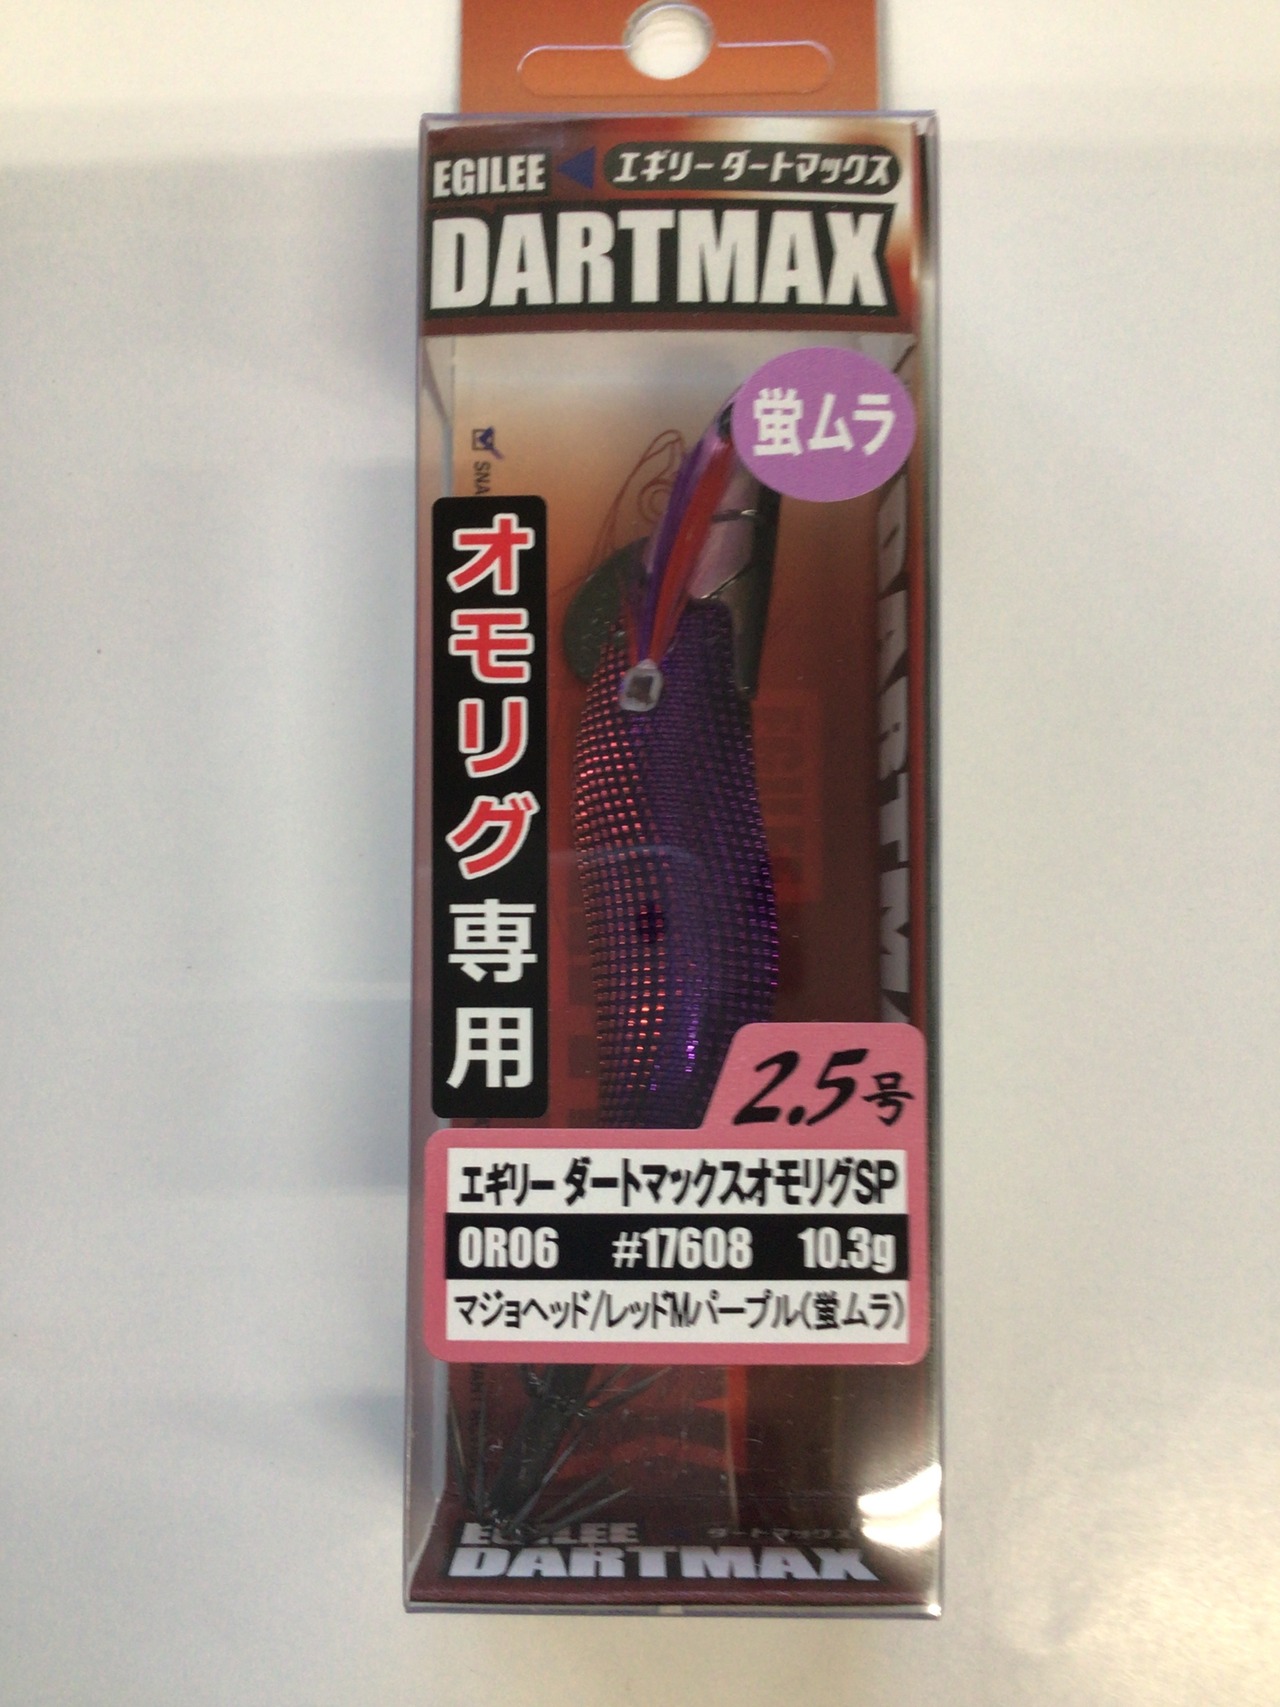 EGILEE エギリー ダートマックス
DARTMAX
蛍ムラ
SNA
オモリグ専用
DARTMA
2.5号
エギリー ダートマックスオモリグSP
OR06 #17608 10.3g
マジョヘッド/レッドMパープル(蛍ムラ)
EGILEE ダートマックス
DARTMAX